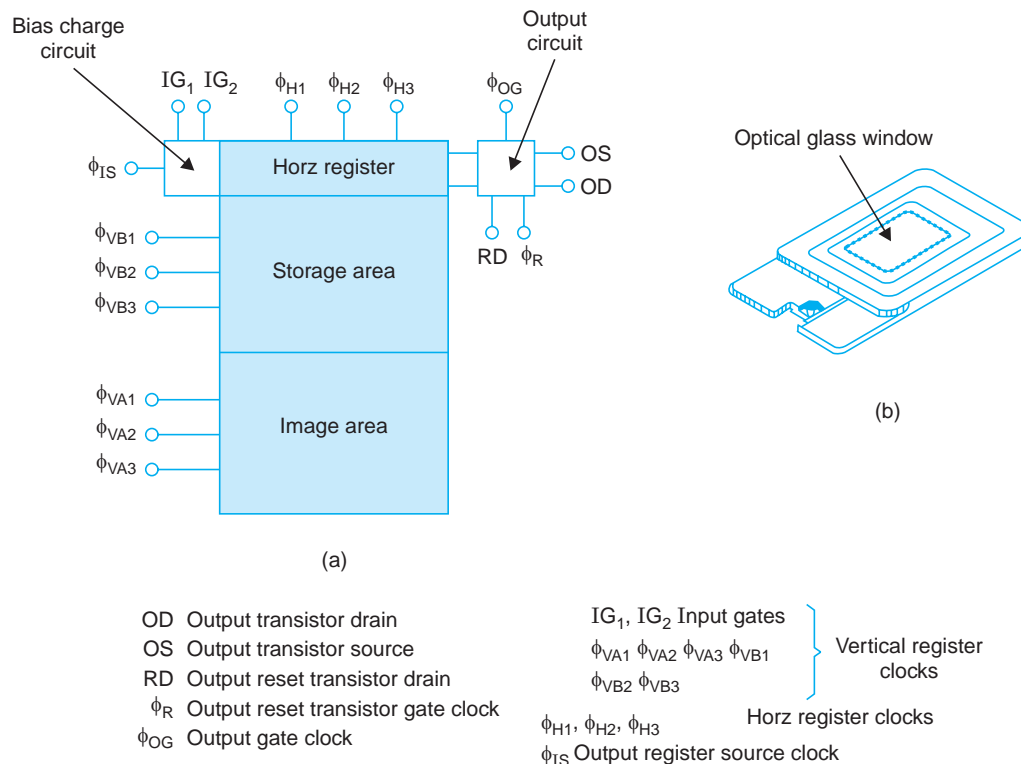 Bias charge
circuit
Output
circuit
IG₁ IG₂ ϕH1 ϕH2 ϕH3 ϕOG
Optical glass window
ϕIS
Horz register
OS
OD
RD ϕR
ϕVB1
ϕVB2
ϕVB3
Storage area
ϕVA1
ϕVA2
ϕVA3
Image area
(b)
(a)
OD Output transistor drain
OS Output transistor source
RD Output reset transistor drain
ϕR Output reset transistor gate clock
ϕOG Output gate clock
IG₁, IG₂ Input gates
ϕVA1 ϕVA2 ϕVA3 ϕVB1
ϕVB2 ϕVB3
Vertical register
clocks
Horz register clocks
ϕH1, ϕH2, ϕH3
ϕIS Output register source clock